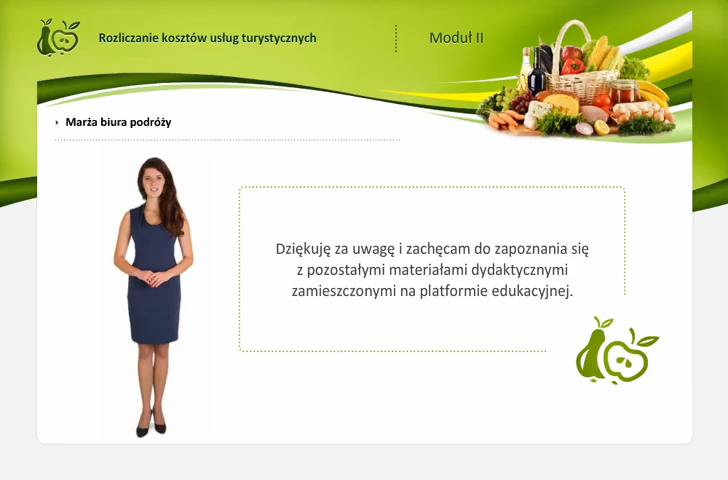 Rozliczanie kosztów usług turystycznych
Moduł II
Marża biura podróży
Dziękuję za uwagę i zachęcam do zapoznania się
z pozostałymi materiałami dydaktycznymi
zamieszczonymi na platformie edukacyjnej.